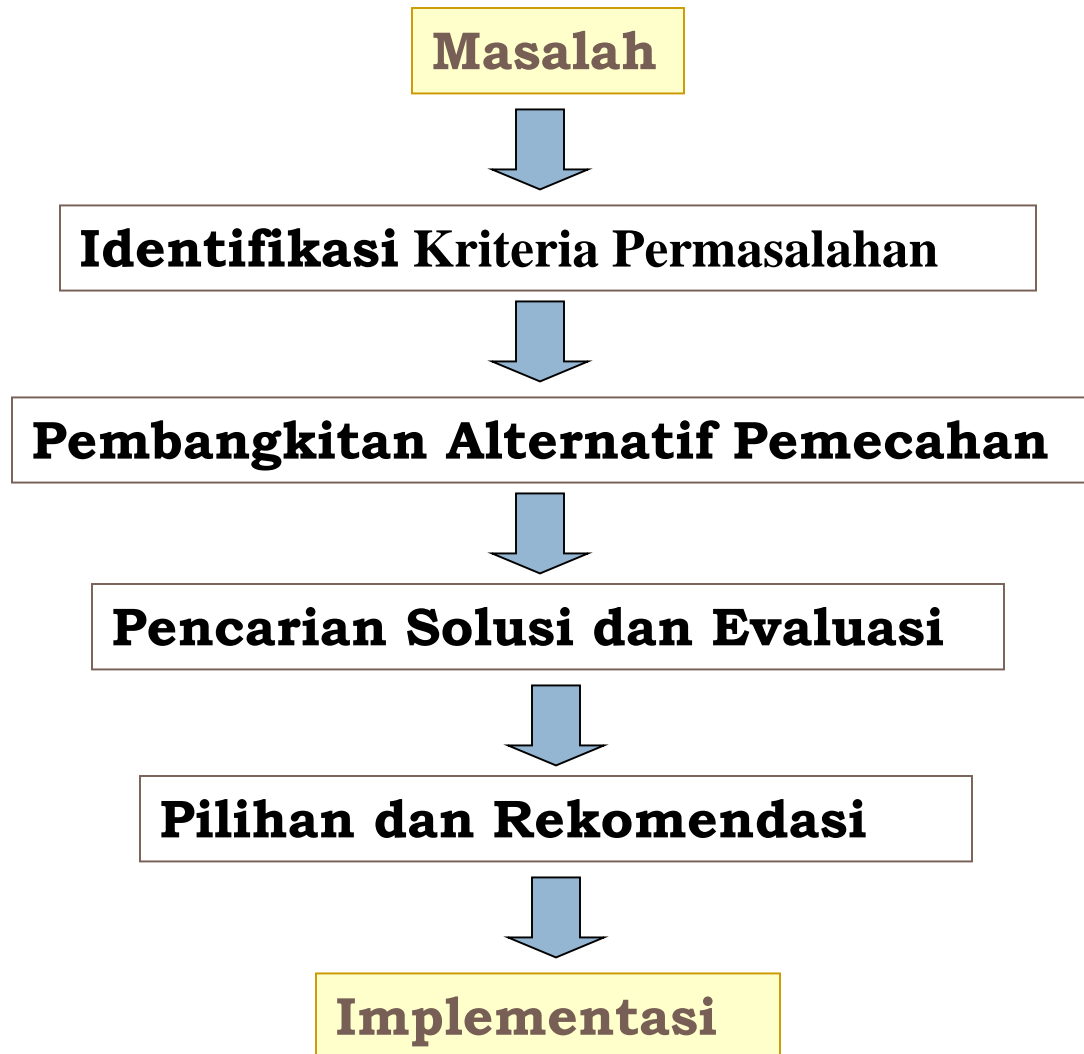 Masalah
Identifikasi Kriteria Permasalahan
Pembangkitan Alternatif Pemecahan
Pencarian Solusi dan Evaluasi
Pilihan dan Rekomendasi
Implementasi